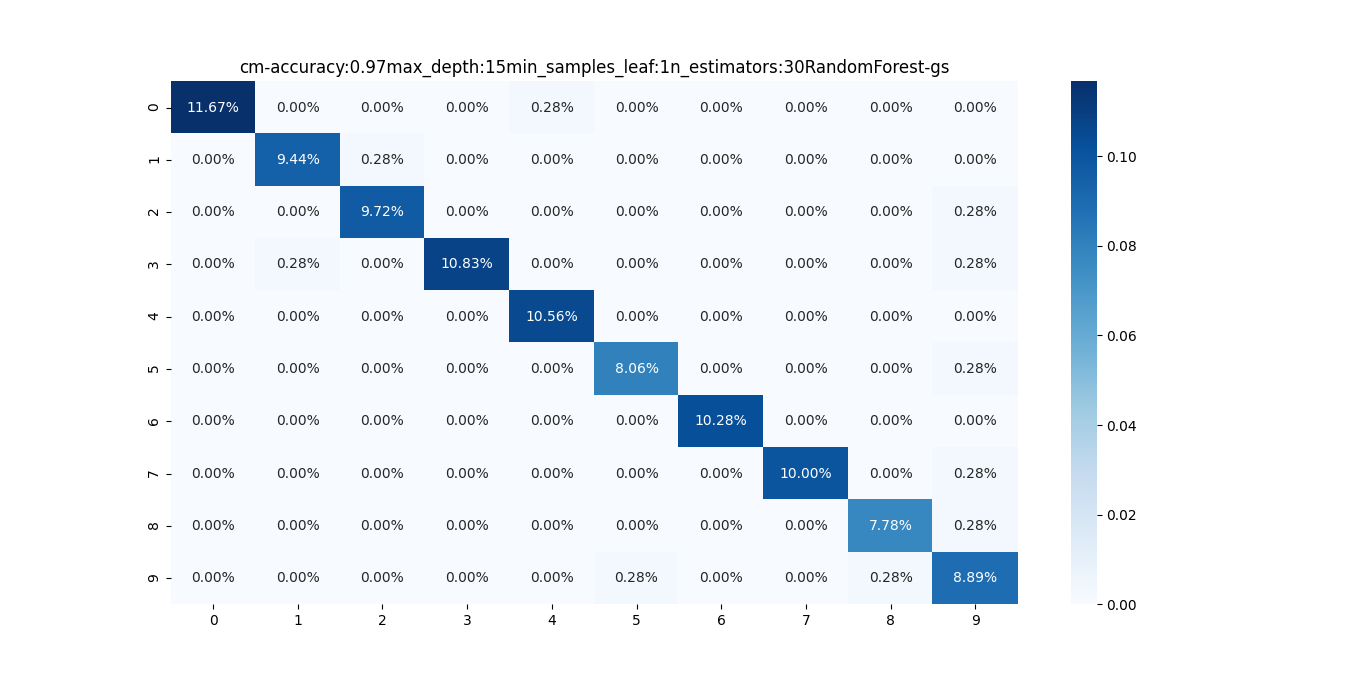 cm-accuracy:0.97max_depth:15min_samples_leaf:1n_estimators:30RandomForest-gs
0 11.67% 0.00% 0.00% 0.00% 0.28% 0.00% 0.00% 0.00% 0.00% 0.00%
1 0.00% 9.44% 0.28% 0.00% 0.00% 0.00% 0.00% 0.00% 0.00% 0.00%
2 0.00% 0.00% 9.72% 0.00% 0.00% 0.00% 0.00% 0.00% 0.00% 0.28%
3 0.00% 0.28% 0.00% 10.83% 0.00% 0.00% 0.00% 0.00% 0.00% 0.28%
4 0.00% 0.00% 0.00% 0.00% 10.56% 0.00% 0.00% 0.00% 0.00% 0.00%
5 0.00% 0.00% 0.00% 0.00% 0.00% 8.06% 0.00% 0.00% 0.00% 0.28%
6 0.00% 0.00% 0.00% 0.00% 0.00% 0.00% 10.28% 0.00% 0.00% 0.00%
7 0.00% 0.00% 0.00% 0.00% 0.00% 0.00% 0.00% 10.00% 0.00% 0.28%
8 0.00% 0.00% 0.00% 0.00% 0.00% 0.00% 0.00% 0.00% 7.78% 0.28%
9 0.00% 0.00% 0.00% 0.00% 0.00% 0.28% 0.00% 0.00% 0.28% 8.89%
0 1 2 3 4 5 6 7 8 9
0.10
0.08
0.06
0.04
0.02
0.00